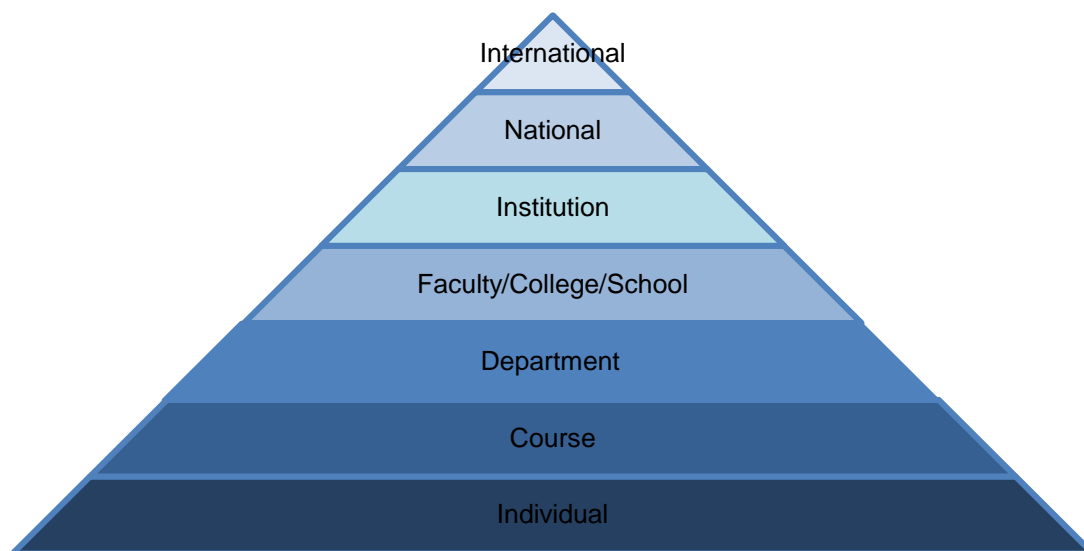 International
National
Institution
Faculty/College/School
Department
Course
Individual